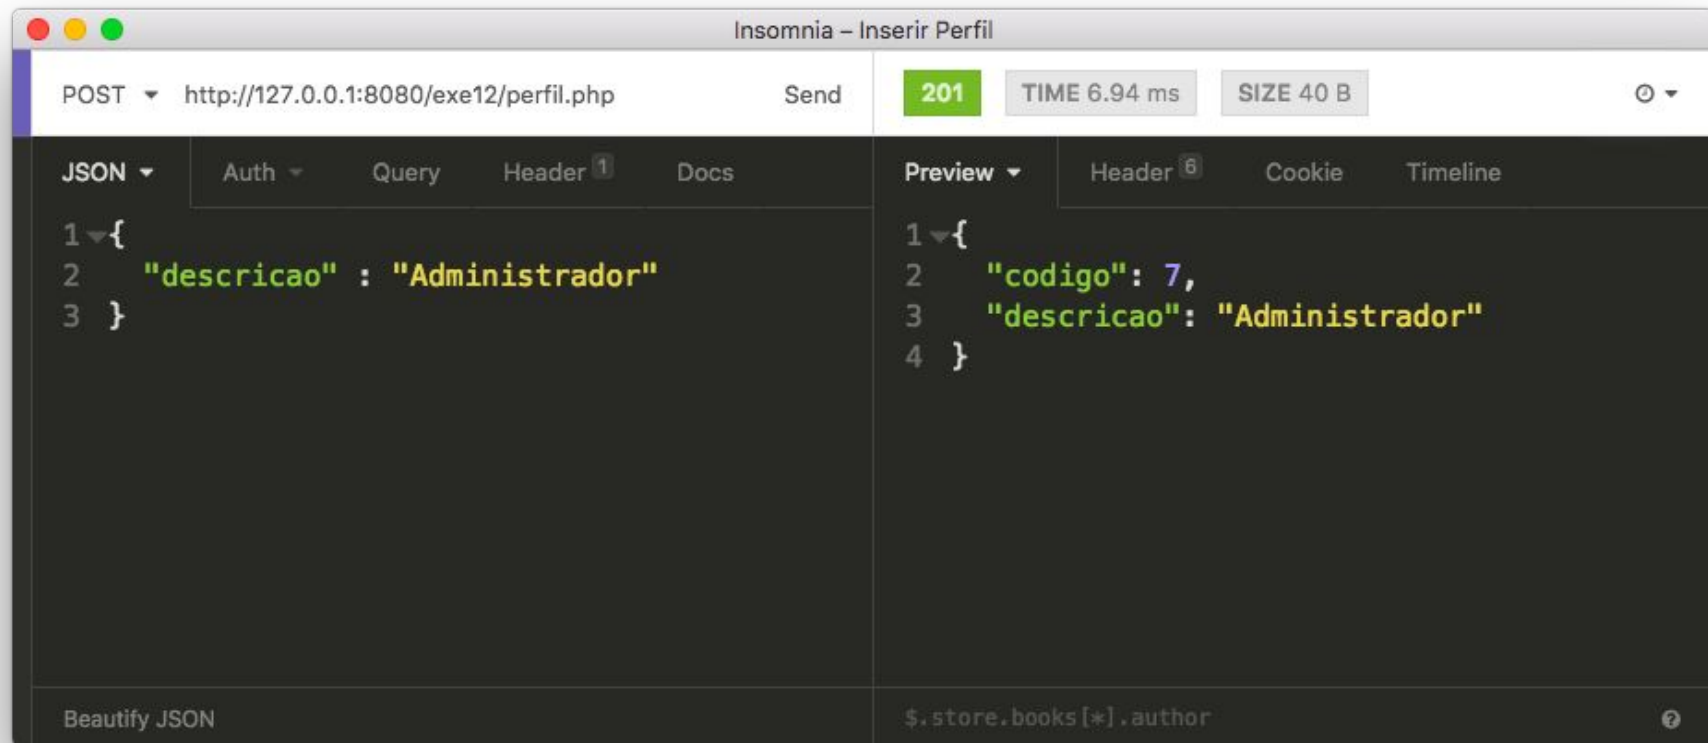 Insomnia – Inserir Perfil
POST http://127.0.0.1:8080/exe12/perfil.php Send 201 TIME 6.94 ms SIZE 40 B
JSON Auth Query Header 1 Docs Preview Header 6 Cookie Timeline
1 {
2 "descricao" : "Administrador"
3 }
1 {
2 "codigo": 7,
3 "descricao": "Administrador"
4 }
Beautify JSON
$.store.books[*].author